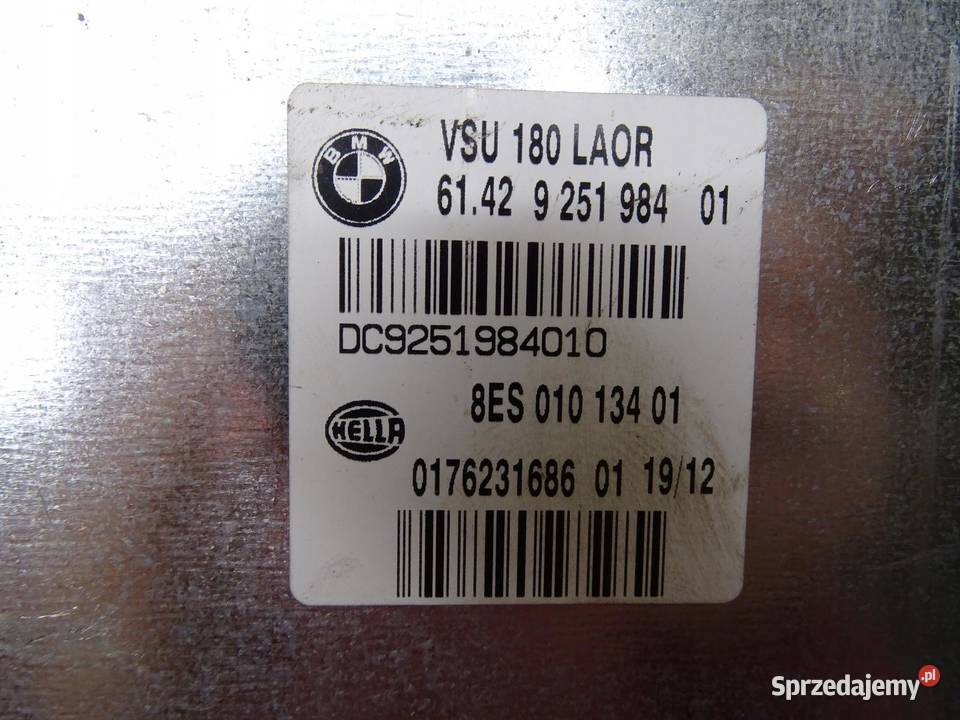 BMW
VSU 180 LAOR
61.42 9 251 984 01
DC9251984010
8ES 010 134 01
HELLA
0176231686 01 19/12
Sprzedajemy.pl